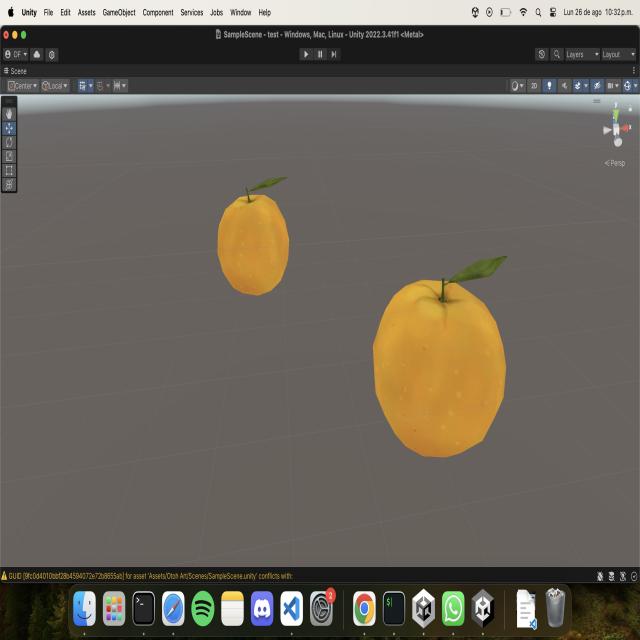 Unity File Edit Assets GameObject Component Services Jobs Window Help Lun 26 de ago 10:32 p.m.
SampleScene - test - Windows, Mac, Linux - Unity 2022.3.41f1 <Metal>
DF Layers Layout
Scene
Center Local 2D
y
x
< Persp
GUID [9fc0d4010bbf28b4594072e72b8655ab] for asset 'Assets/Otoh Art/Scenes/SampleScene.unity' conflicts with:
2